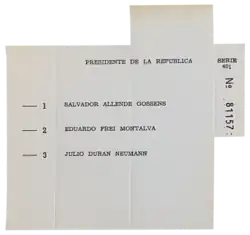 PRESIDENTE DE LA REPUBLICA
SERIE
Nº 81157
1 SALVADOR ALLENDE GOSSENS
2 EDUARDO FREI MONTALVA
3 JULIO DURAN NEUMANN